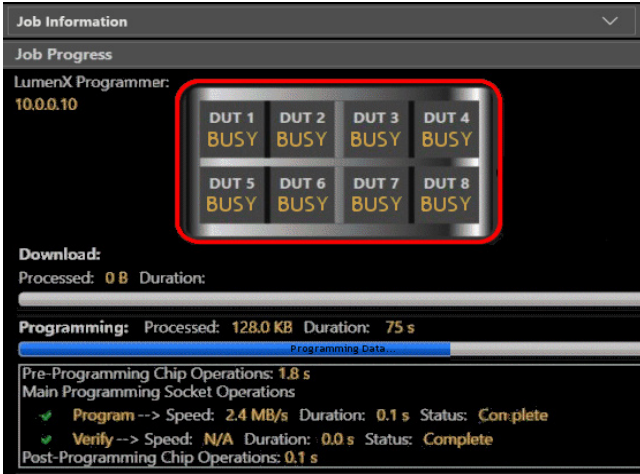 Job Information
Job Progress
LumenX Programmer:
10.0.0.10
DUT 1 DUT 2 DUT 3 DUT 4
BUSY BUSY BUSY BUSY
DUT 5 DUT 6 DUT 7 DUT 8
BUSY BUSY BUSY BUSY
Download:
Processed: 0 B Duration:
Programming: Processed: 128.0 KB Duration: 75 s
Programming Data...
Pre-Programming Chip Operations: 1.8 s
Main Programming Socket Operations
Program --> Speed: 2.4 MB/s Duration: 0.1 s Status: Complete
Verify --> Speed: N/A Duration: 0.0 s Status: Complete
Post-Programming Chip Operations: 0.1 s